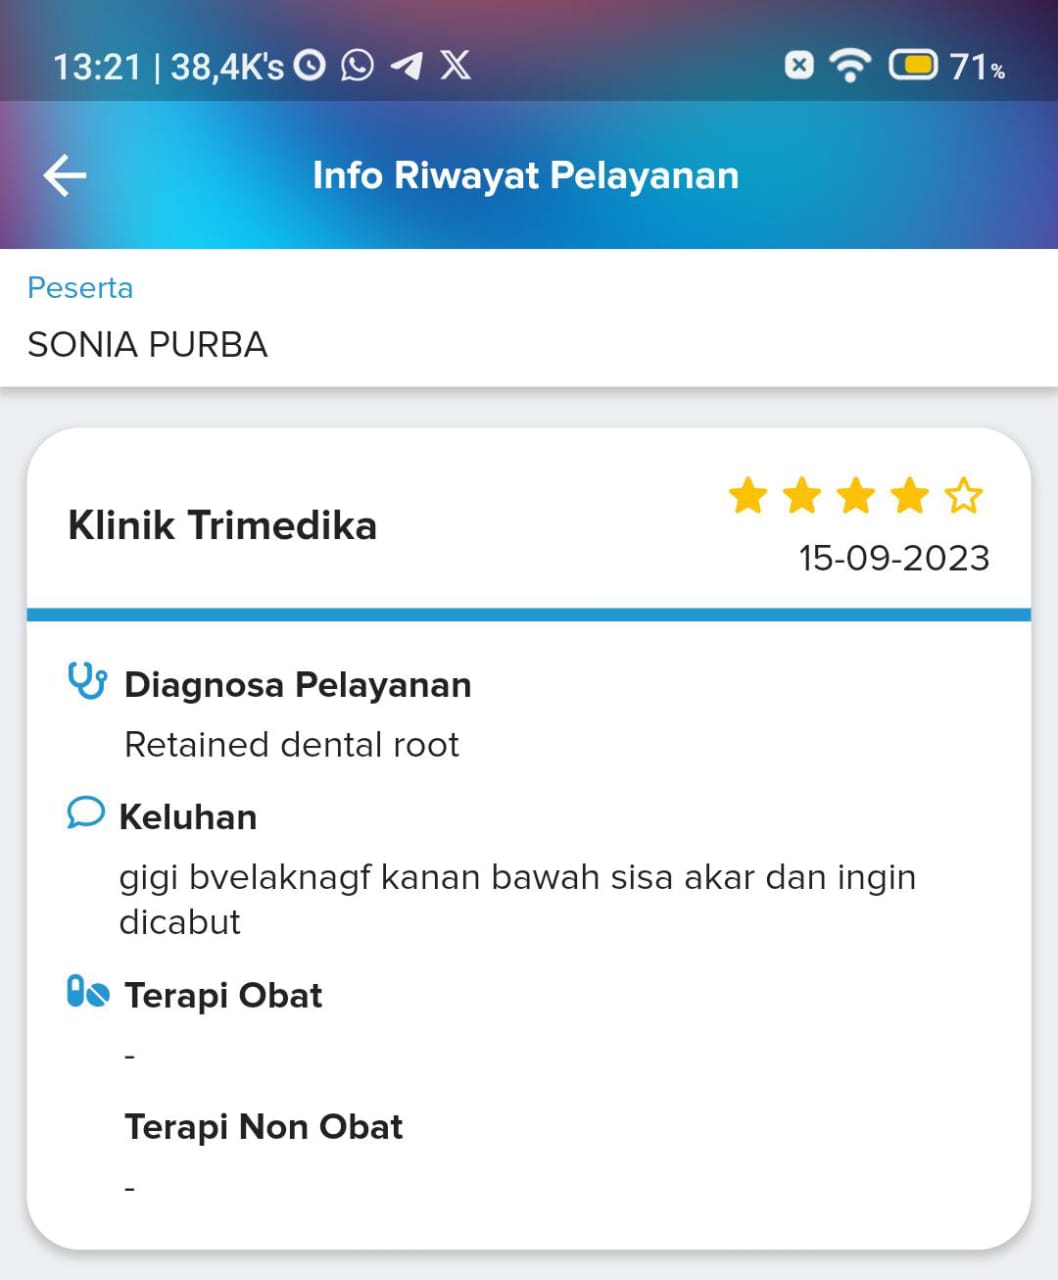 13:21 | 38,4K's
71%
Info Riwayat Pelayanan
Peserta
SONIA PURBA
Klinik Trimedika
15-09-2023
Diagnosa Pelayanan
Retained dental root
Keluhan
gigi bvelaknagf kanan bawah sisa akar dan ingin
dicabut
Terapi Obat
-
Terapi Non Obat
-